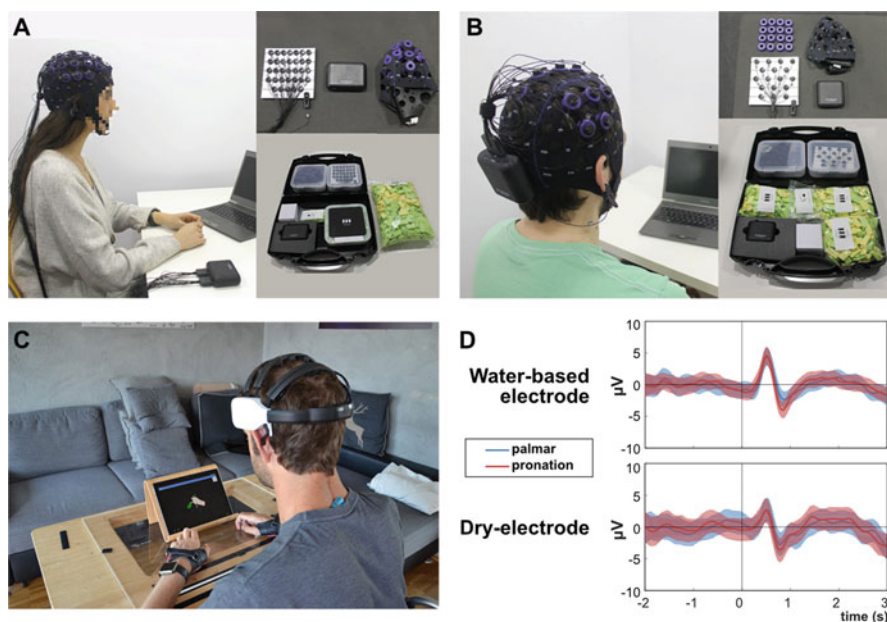 A
B
C
D
Water-based
electrode
palmar
pronation
Dry-electrode
10
5
0
-5
-10
µV
10
5
0
-5
-10
µV
-2
-1
0
1
2
3
time (s)